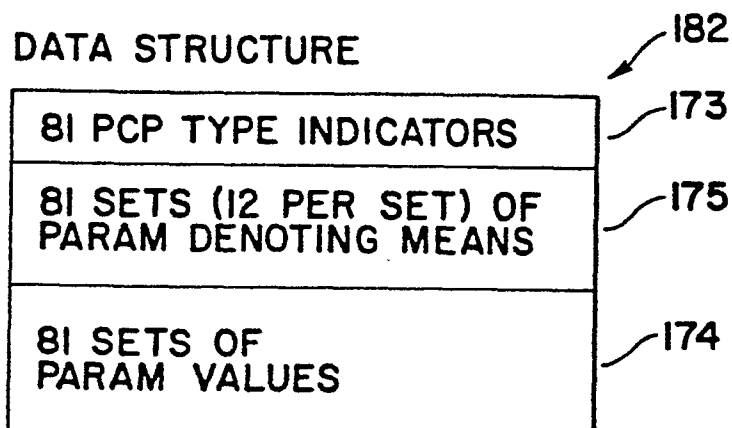 182
DATA STRUCTURE
81 PCP TYPE INDICATORS
173
81 SETS (12 PER SET) OF
PARAM DENOTING MEANS
175
81 SETS OF
PARAM VALUES
174